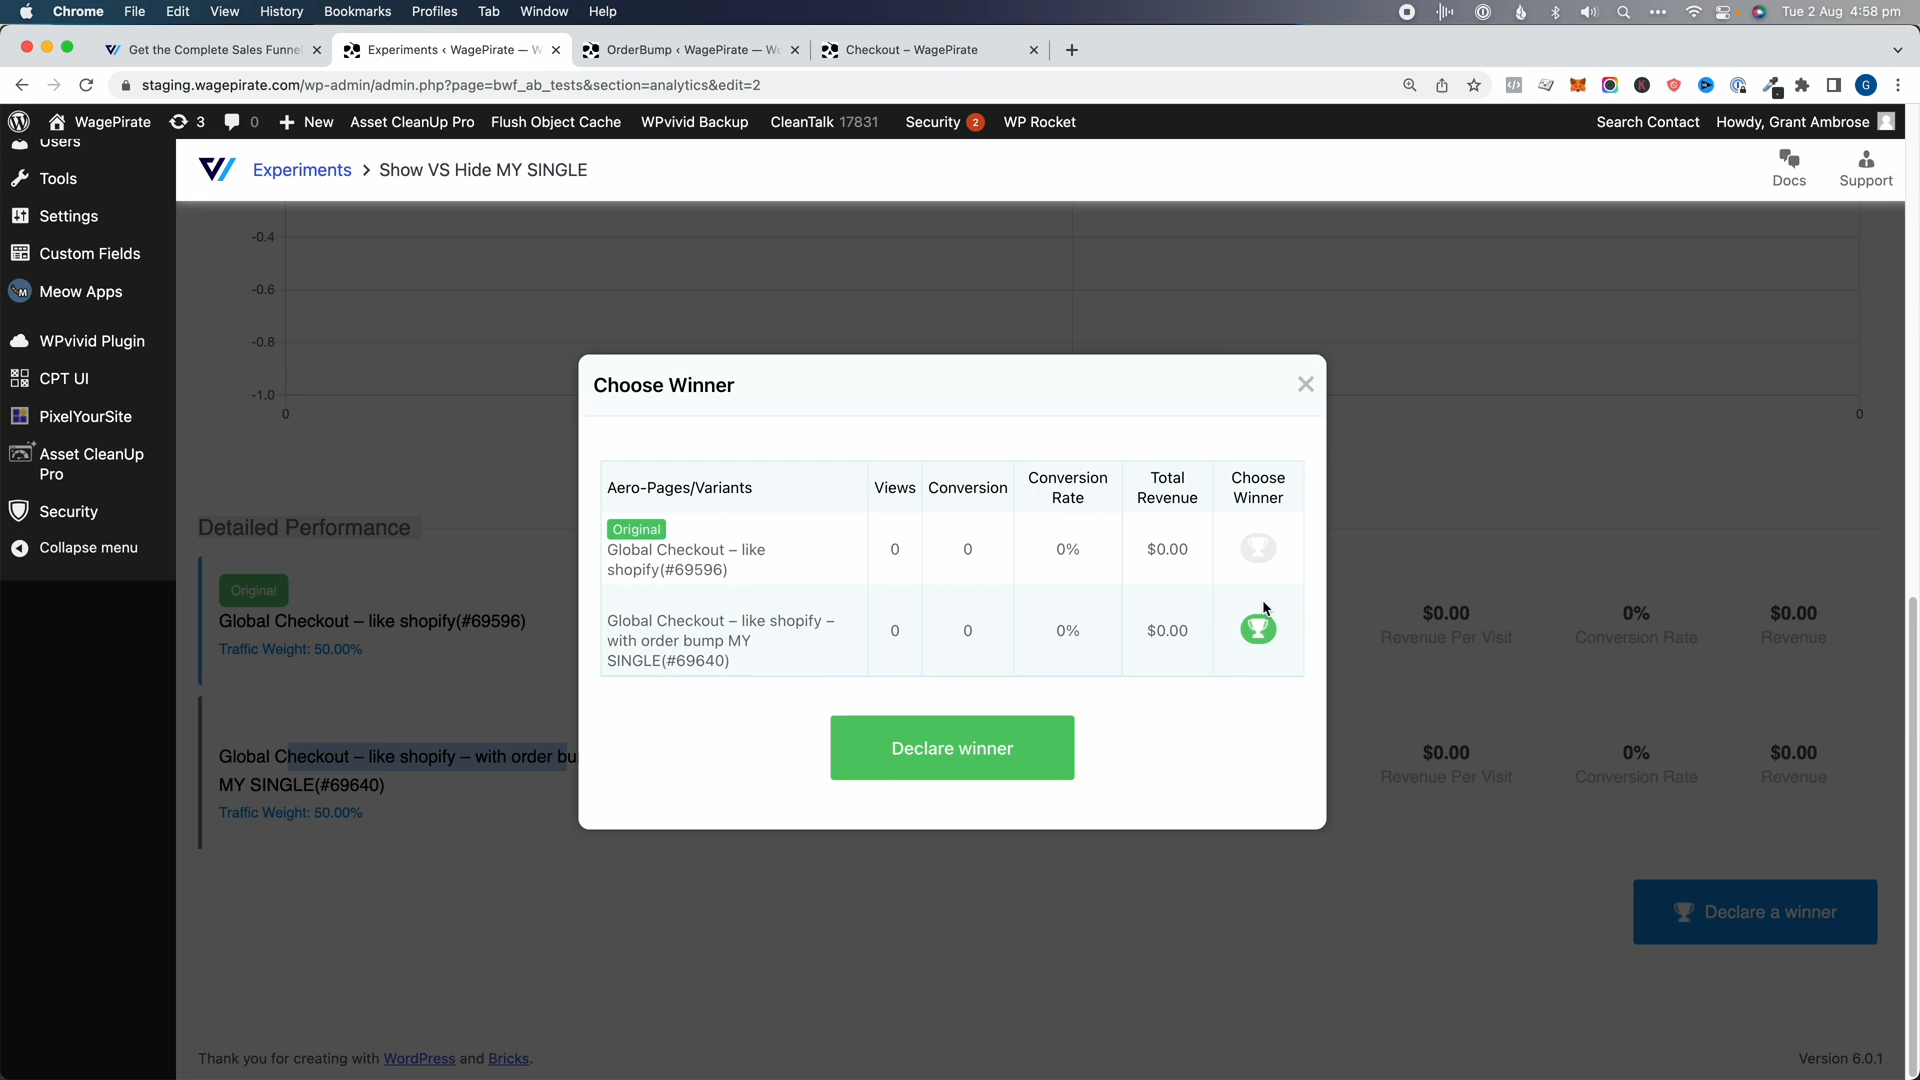 Chrome File Edit View History Bookmarks Profiles Tab Window Help Tue 2 Aug 4:58 pm
Get the Complete Sales Funnel Experiments ‹ WagePirate — W OrderBump ‹ WagePirate — Wo Checkout – WagePirate
staging.wagepirate.com/wp-admin/admin.php?page=bwf_ab_tests&section=analytics&edit=2
WagePirate 3 0 New Asset CleanUp Pro Flush Object Cache WPvivid Backup CleanTalk 17831 Security 2 WP Rocket Search Contact Howdy, Grant Ambrose
Users
Tools
Settings
Custom Fields
Meow Apps
WPvivid Plugin
CPT UI
PixelYourSite
Asset CleanUp
Pro
Security
Collapse menu
Experiments > Show VS Hide MY SINGLE
Docs
Support
-0.4
-0.6
-0.8
-1.0
0 0
Choose Winner
Aero-Pages/Variants Views Conversion Conversion Rate Total Revenue Choose Winner
Original
Global Checkout – like
shopify(#69596)
0 0 0% $0.00
Global Checkout – like shopify –
with order bump MY
SINGLE(#69640)
0 0 0% $0.00
Declare winner
Detailed Performance
Original
Global Checkout – like shopify(#69596)
Traffic Weight: 50.00%
$0.00 0% $0.00
Revenue Per Visit Conversion Rate Revenue
Global Checkout – like shopify – with order bu
MY SINGLE(#69640)
Traffic Weight: 50.00%
$0.00 0% $0.00
Revenue Per Visit Conversion Rate Revenue
Declare a winner
Thank you for creating with WordPress and Bricks.
Version 6.0.1